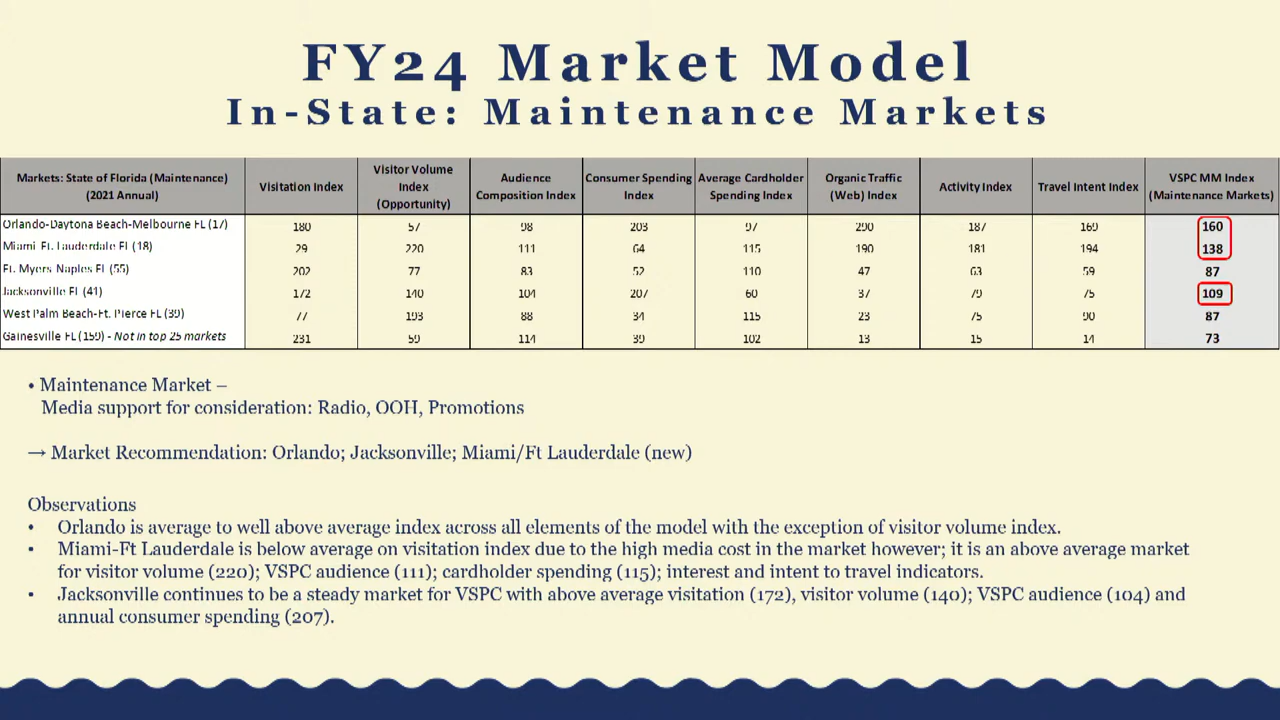 FY24 Market Model
In-State: Maintenance Markets
Markets: State of Florida (Maintenance) (2021 Annual) Visitation Index Visitor Volume Index (Opportunity) Audience Composition Index Consumer Spending Index Average Cardholder Spending Index Organic Traffic (Web) Index Activity Index Travel Intent Index VSPC MM Index (Maintenance Markets)
Orlando-Daytona Beach-Melbourne FL (17) 180 57 98 203 97 290 187 169 160
Miami-Ft. Lauderdale FL (18) 29 220 111 64 115 190 181 194 138
Ft. Myers-Naples FL (55) 202 77 83 52 110 47 63 59 87
Jacksonville FL (41) 172 140 104 207 60 37 79 75 109
West Palm Beach-Ft. Pierce FL (39) 77 193 88 34 115 23 75 90 87
Gainesville FL (159) - Not in top 25 markets 231 59 114 39 102 13 15 14 73
• Maintenance Market –
Media support for consideration: Radio, OOH, Promotions
→ Market Recommendation: Orlando; Jacksonville; Miami/Ft Lauderdale (new)
Observations
• Orlando is average to well above average index across all elements of the model with the exception of visitor volume index.
• Miami-Ft Lauderdale is below average on visitation index due to the high media cost in the market however; it is an above average market
for visitor volume (220); VSPC audience (111); cardholder spending (115); interest and intent to travel indicators.
• Jacksonville continues to be a steady market for VSPC with above average visitation (172), visitor volume (140); VSPC audience (104) and
annual consumer spending (207).